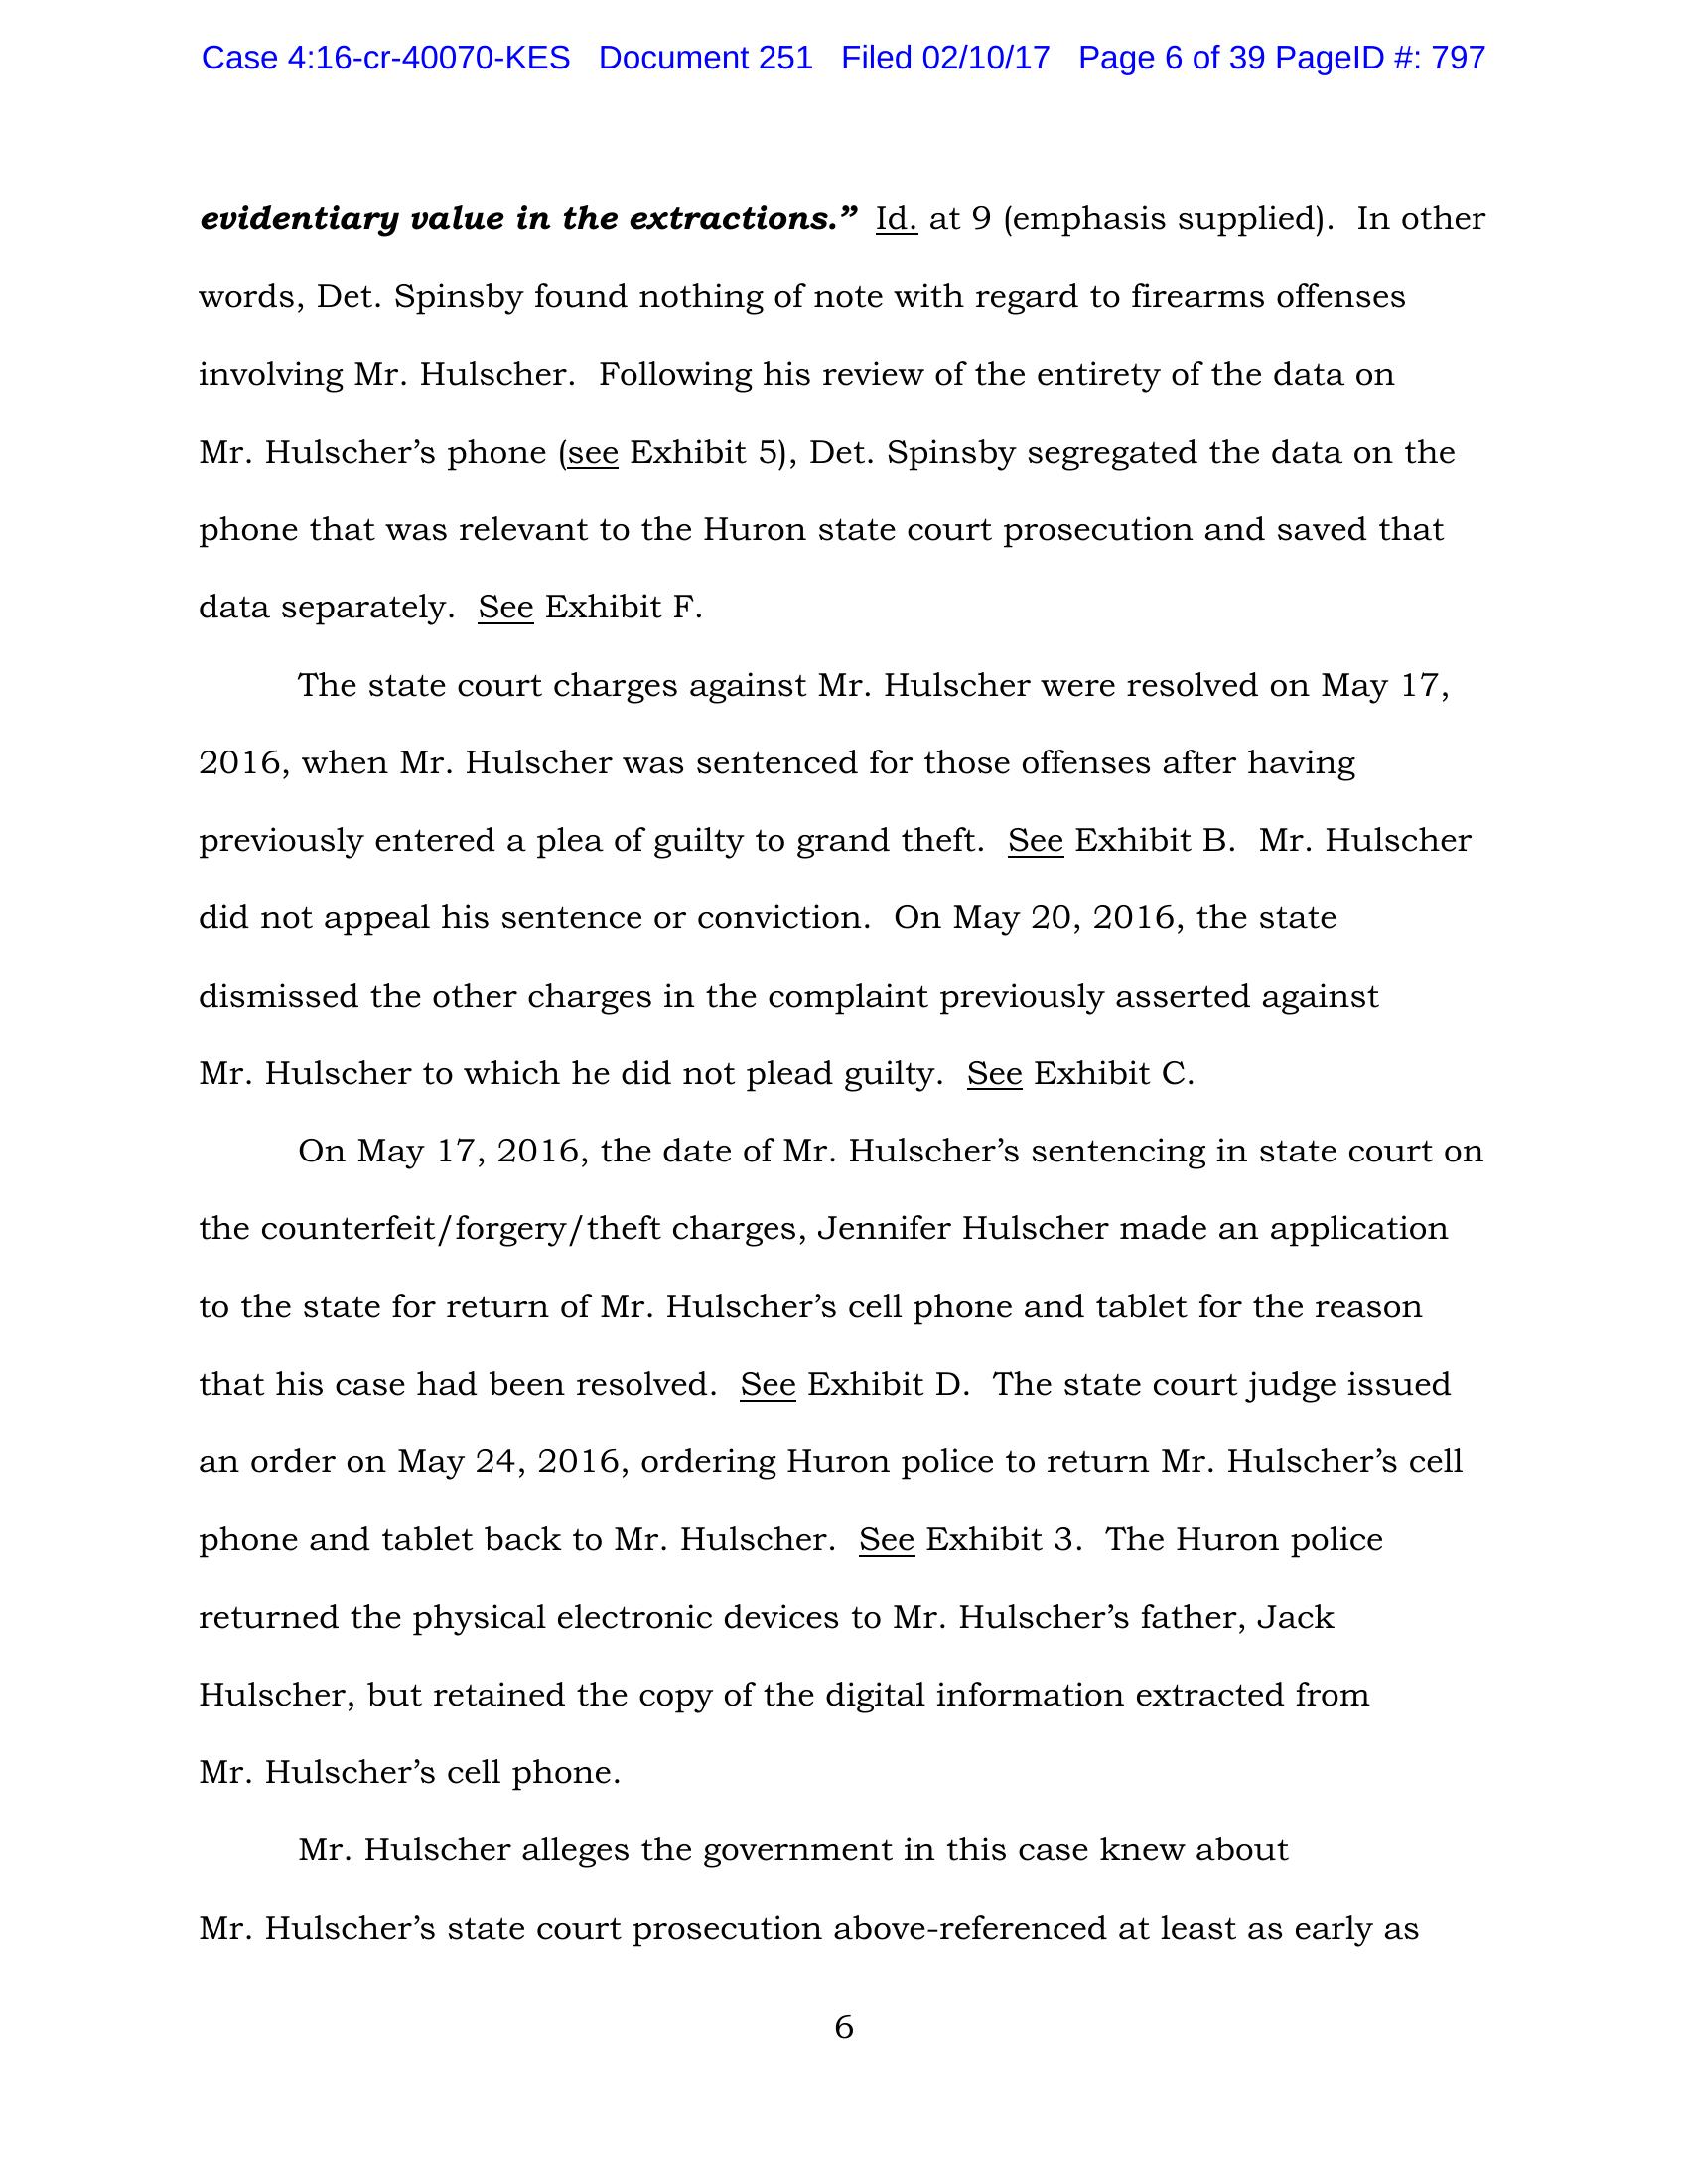 Case 4:16-cr-40070-KES Document 251 Filed 02/10/17 Page 6 of 39 PageID #: 797
evidentiary value in the extractions.” Id. at 9 (emphasis supplied). In other
words, Det. Spinsby found nothing of note with regard to firearms offenses
involving Mr. Hulscher. Following his review of the entirety of the data on
Mr. Hulscher’s phone (see Exhibit 5), Det. Spinsby segregated the data on the
phone that was relevant to the Huron state court prosecution and saved that
data separately. See Exhibit F.
The state court charges against Mr. Hulscher were resolved on May 17,
2016, when Mr. Hulscher was sentenced for those offenses after having
previously entered a plea of guilty to grand theft. See Exhibit B. Mr. Hulscher
did not appeal his sentence or conviction. On May 20, 2016, the state
dismissed the other charges in the complaint previously asserted against
Mr. Hulscher to which he did not plead guilty. See Exhibit C.
On May 17, 2016, the date of Mr. Hulscher’s sentencing in state court on
the counterfeit/forgery/theft charges, Jennifer Hulscher made an application
to the state for return of Mr. Hulscher’s cell phone and tablet for the reason
that his case had been resolved. See Exhibit D. The state court judge issued
an order on May 24, 2016, ordering Huron police to return Mr. Hulscher’s cell
phone and tablet back to Mr. Hulscher. See Exhibit 3. The Huron police
returned the physical electronic devices to Mr. Hulscher’s father, Jack
Hulscher, but retained the copy of the digital information extracted from
Mr. Hulscher’s cell phone.
Mr. Hulscher alleges the government in this case knew about
Mr. Hulscher’s state court prosecution above-referenced at least as early as
6